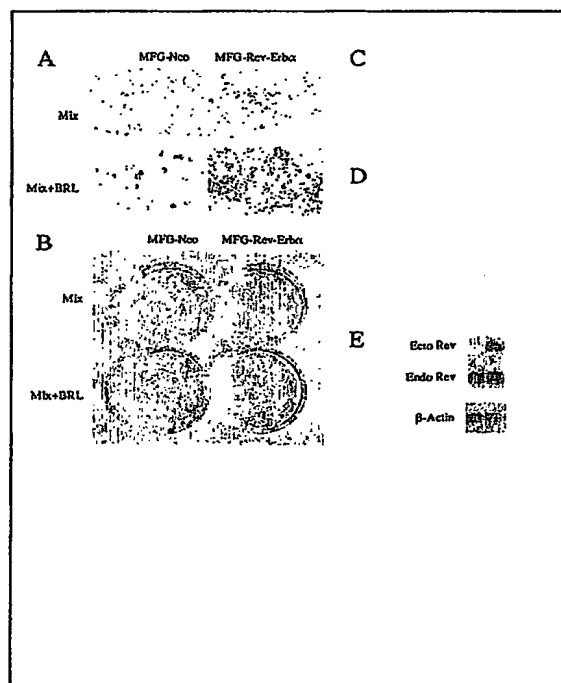 A
MFG-Neo MFG-Rev-Erbα
C
Mix
Mix+BRL
D
B
MFG-Neo MFG-Rev-Erbα
Mix
Mix+BRL
E
Ecto Rev
Endo Rev
β-Actin